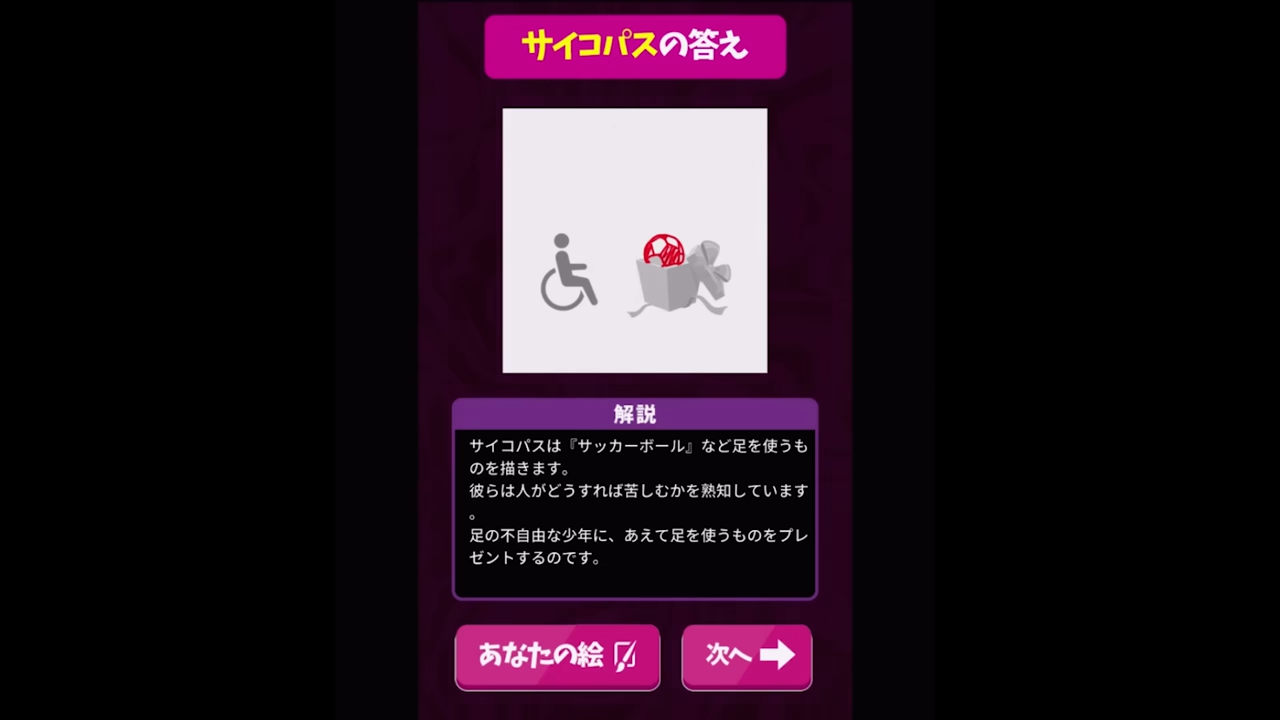 サイコパスの答え
解説
サイコパスは『サッカーボール』など足を使うも
のを描きます。
彼らは人がどうすれば苦しむかを熟知しています
。
足の不自由な少年に、あえて足を使うものをプレ
ゼントするのです。
あなたの絵
次へ